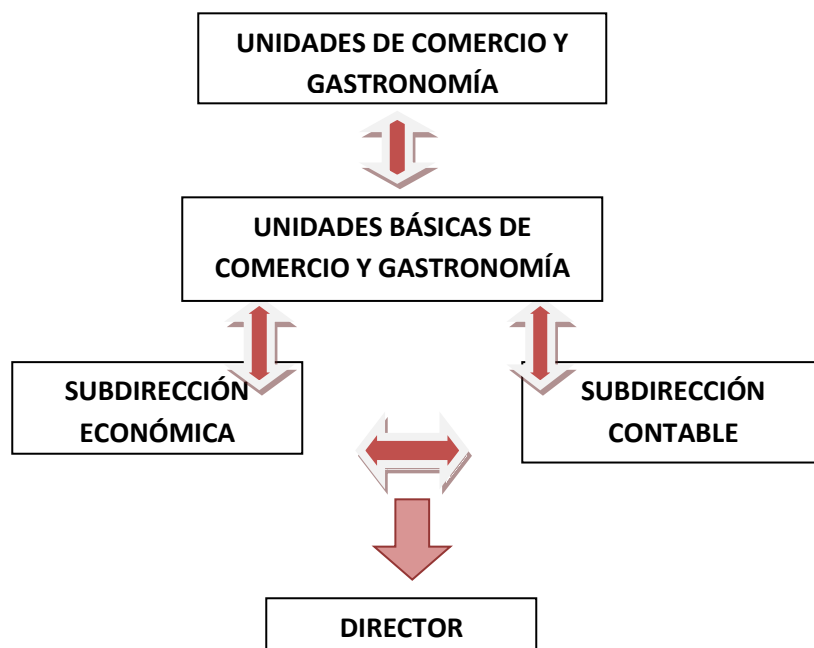 UNIDADES DE COMERCIO Y
GASTRONOMÍA
UNIDADES BÁSICAS DE
COMERCIO Y GASTRONOMÍA
SUBDIRECCIÓN
ECONÓMICA
SUBDIRECCIÓN
CONTABLE
DIRECTOR